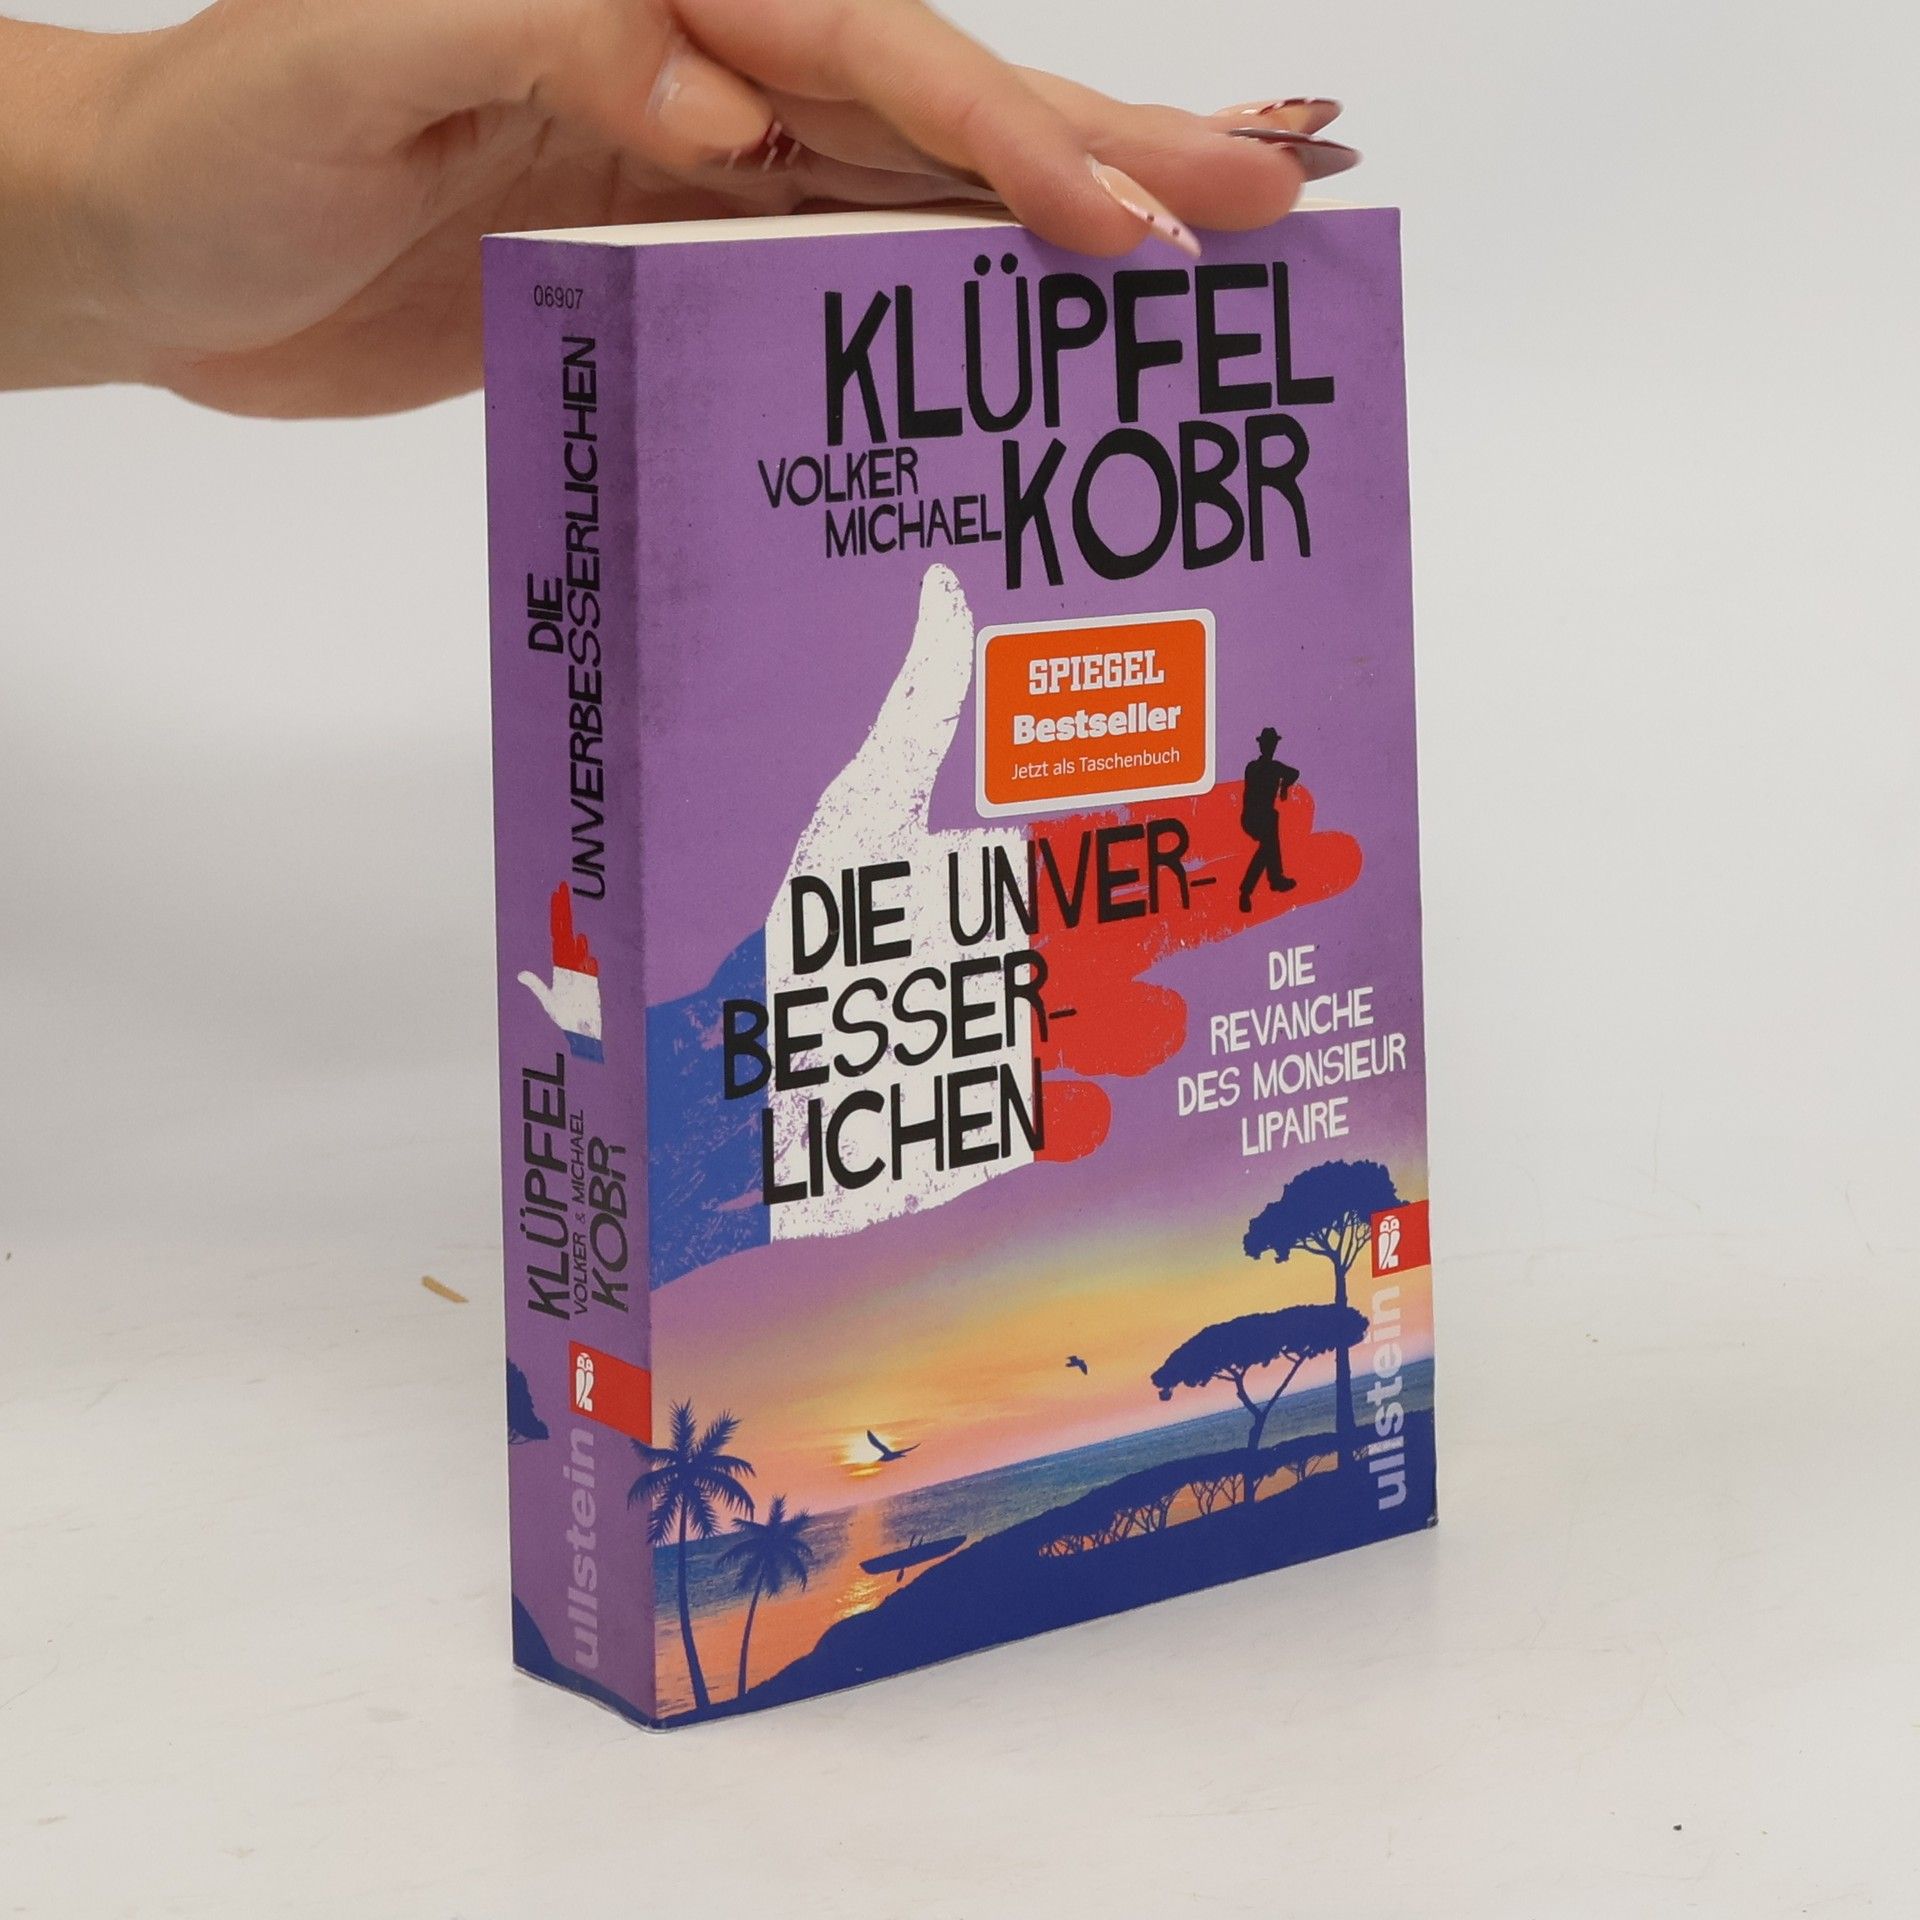 06907
DIE
UNVERBESSERLICHEN
KLÜPFEL
VOLKER & MICHAEL
KOBR
ullstein
KLÜPFEL
VOLKER
MICHAEL KOBR
SPIEGEL
Bestseller
Jetzt als Taschenbuch
DIE UNVER-
BESSER-
LICHEN
DIE
REVANCHE
DES MONSIEUR
LIPAIRE
ullstein